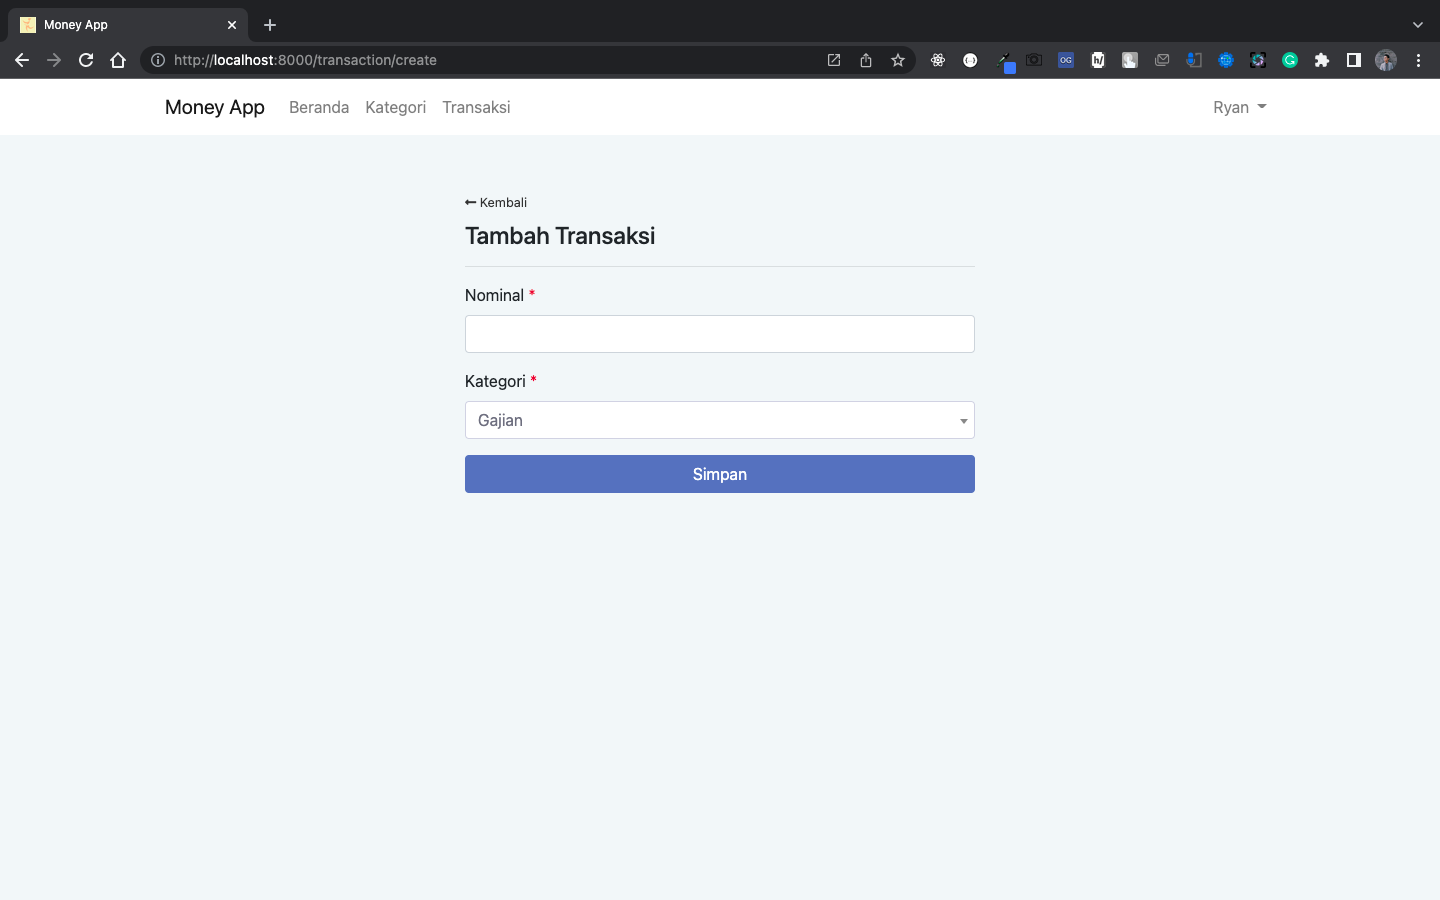 Money App
http://localhost:8000/transaction/create
OG
h/
Money App Beranda Kategori Transaksi Ryan
Kembali
Tambah Transaksi
Nominal *
Kategori *
Gajian
Simpan